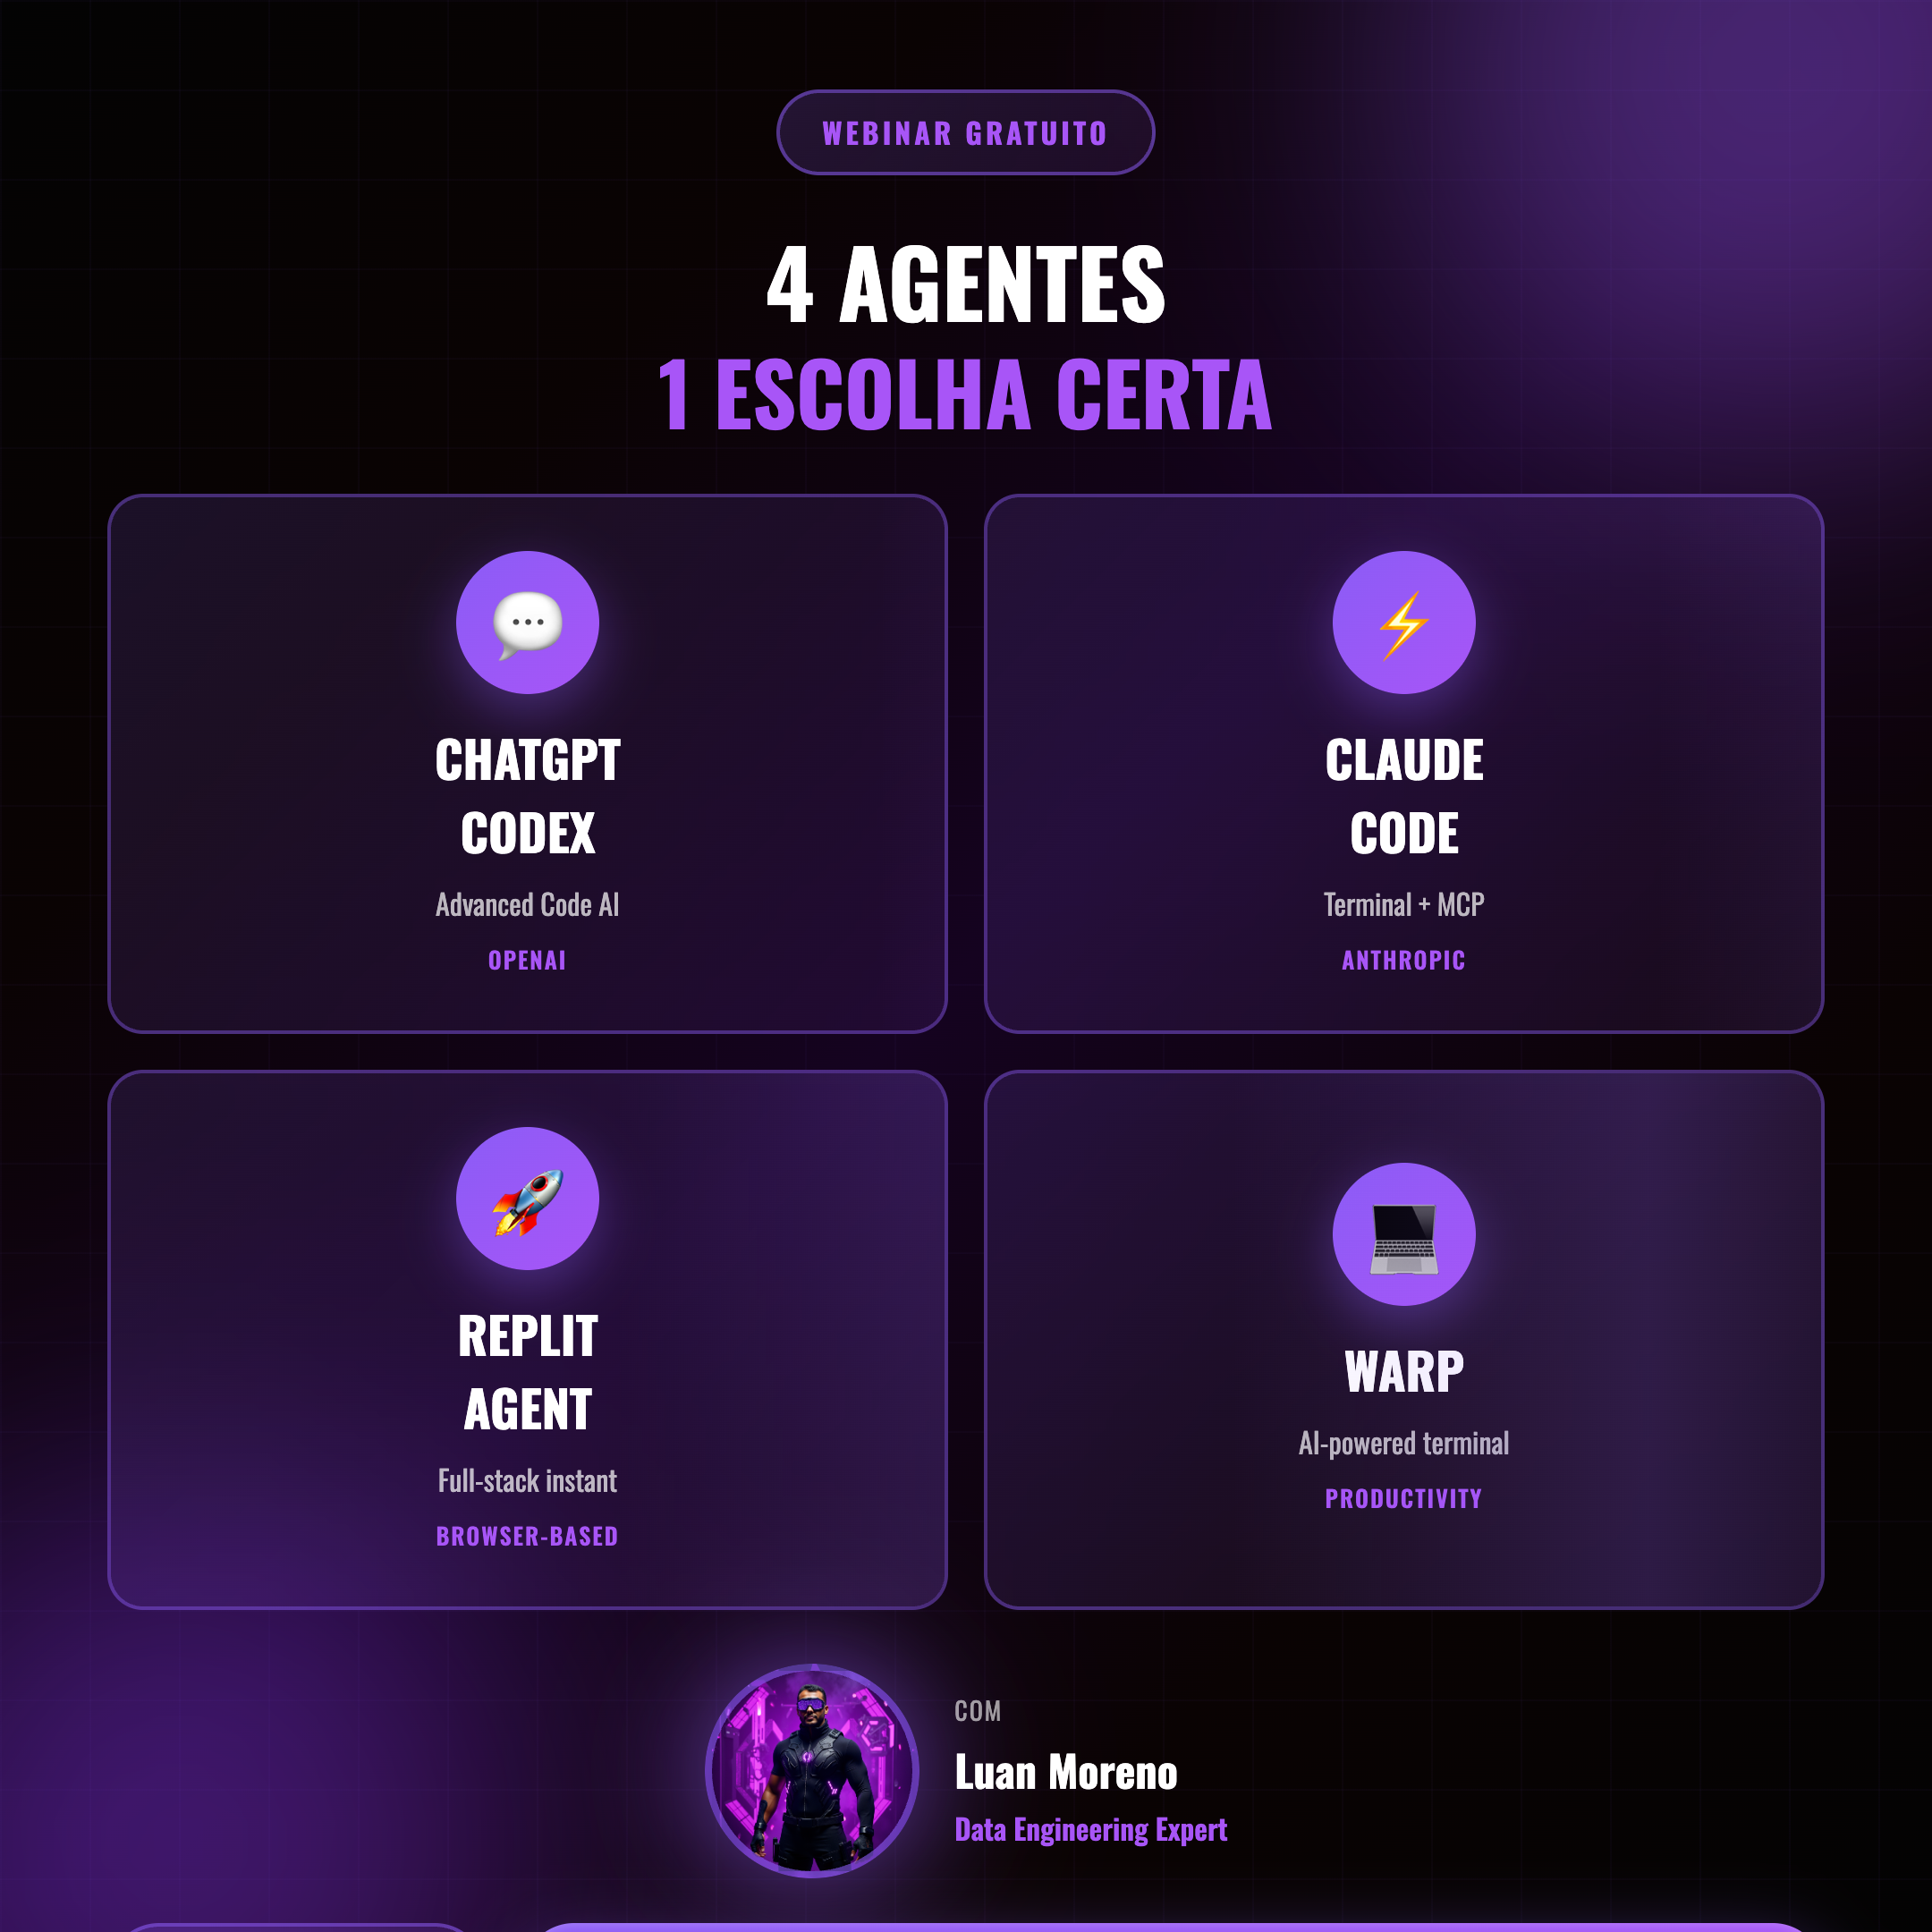 WEBINAR GRATUITO
4 AGENTES
1 ESCOLHA CERTA
CHATGPT
CODEX
Advanced Code AI
OPENAI
CLAUDE
CODE
Terminal + MCP
ANTHROPIC
REPLIT
AGENT
Full-stack instant
BROWSER-BASED
WARP
AI-powered terminal
PRODUCTIVITY
COM
Luan Moreno
Data Engineering Expert